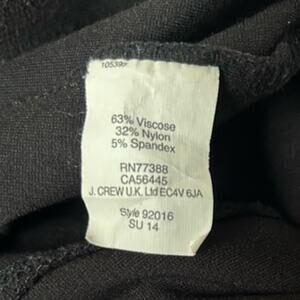 63% Viscose
32% Nylon
5% Spandex
RN77388
CA56445
J. CREW U.K. Ltd EC4V 6JA
Style 92016
SU 14